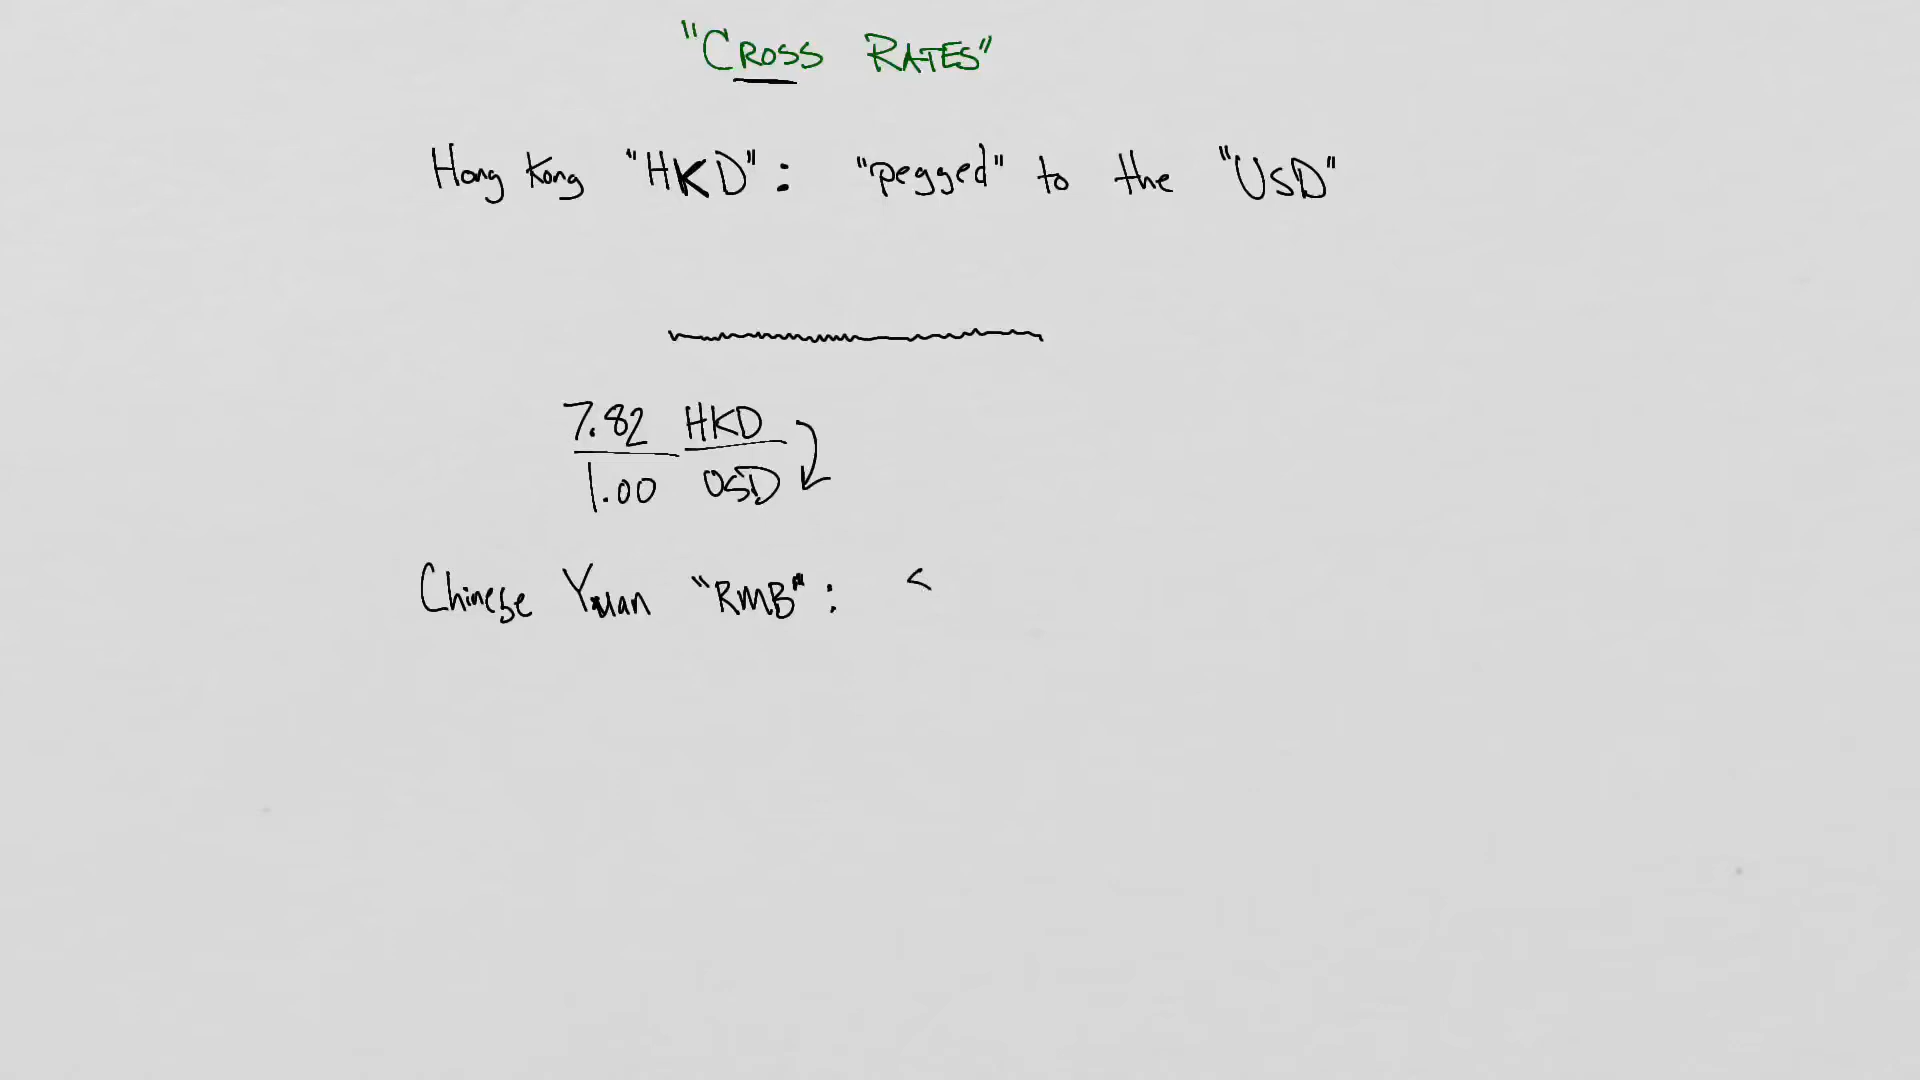 "CROSS RATES"
Hong Kong "HKD": "pegged" to the "USD"
7.82 HKD
1.00 USD
Chinese Yuan "RMB":